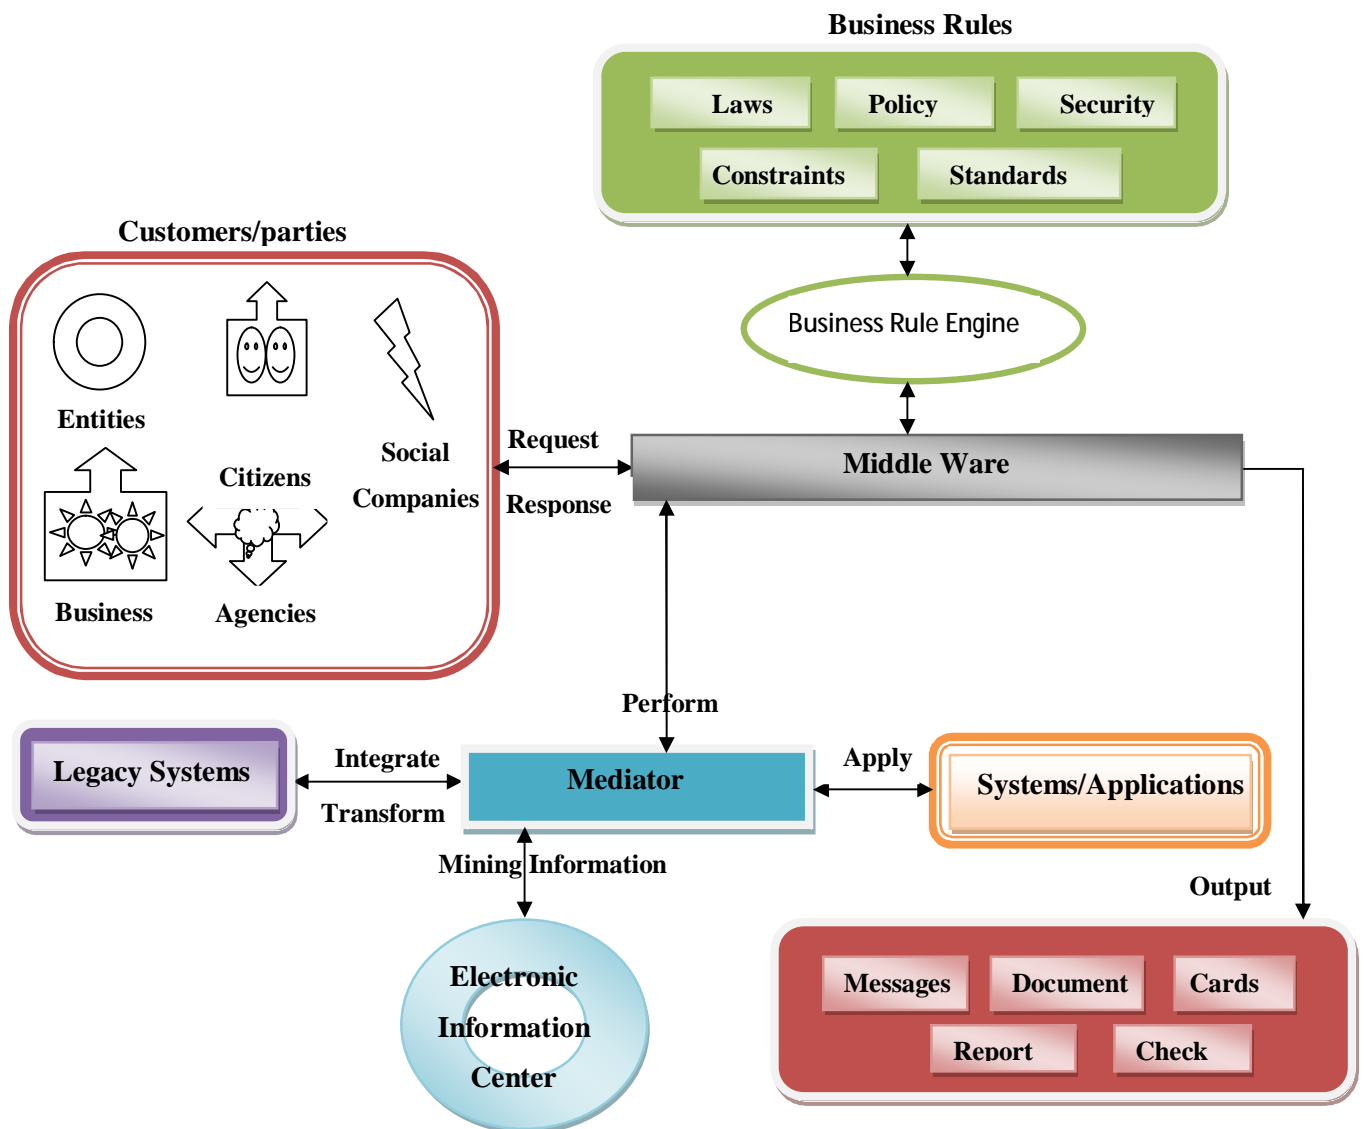 Business Rules
Laws
Policy
Security
Constraints
Standards
Customers/parties
Business Rule Engine
Entities
Citizens
Social
Companies
Business
Agencies
Request
Response
Middle Ware
Perform
Legacy Systems
Integrate
Transform
Mediator
Apply
Systems/Applications
Mining Information
Output
Electronic
Information
Center
Messages
Document
Cards
Report
Check